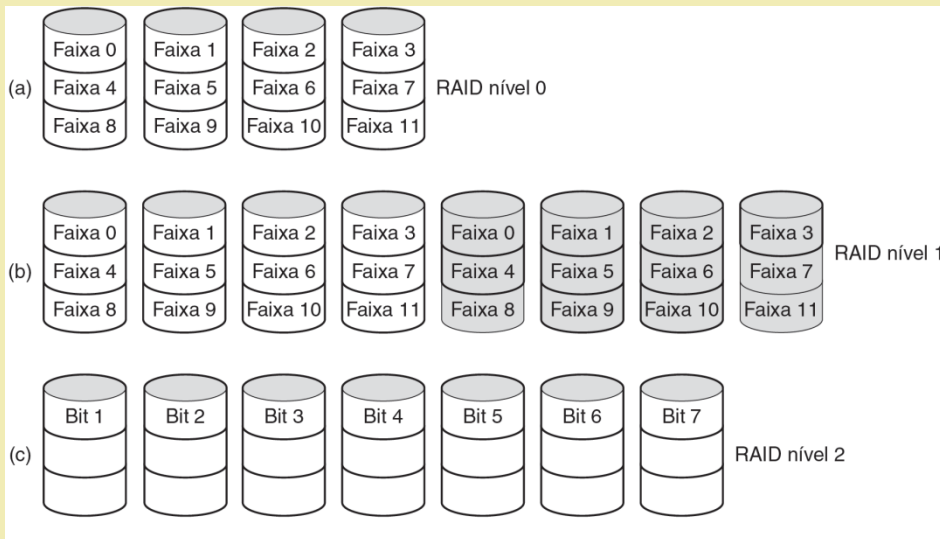 Faixa 0 Faixa 1 Faixa 2 Faixa 3
(a) Faixa 4 Faixa 5 Faixa 6 Faixa 7 RAID nível 0
Faixa 8 Faixa 9 Faixa 10 Faixa 11
Faixa 0 Faixa 1 Faixa 2 Faixa 3 Faixa 0 Faixa 1 Faixa 2 Faixa 3
RAID nível 1
(b) Faixa 4 Faixa 5 Faixa 6 Faixa 7 Faixa 4 Faixa 5 Faixa 6 Faixa 7
Faixa 8 Faixa 9 Faixa 10 Faixa 11 Faixa 8 Faixa 9 Faixa 10 Faixa 11
Bit 1 Bit 2 Bit 3 Bit 4 Bit 5 Bit 6 Bit 7
(c) RAID nível 2